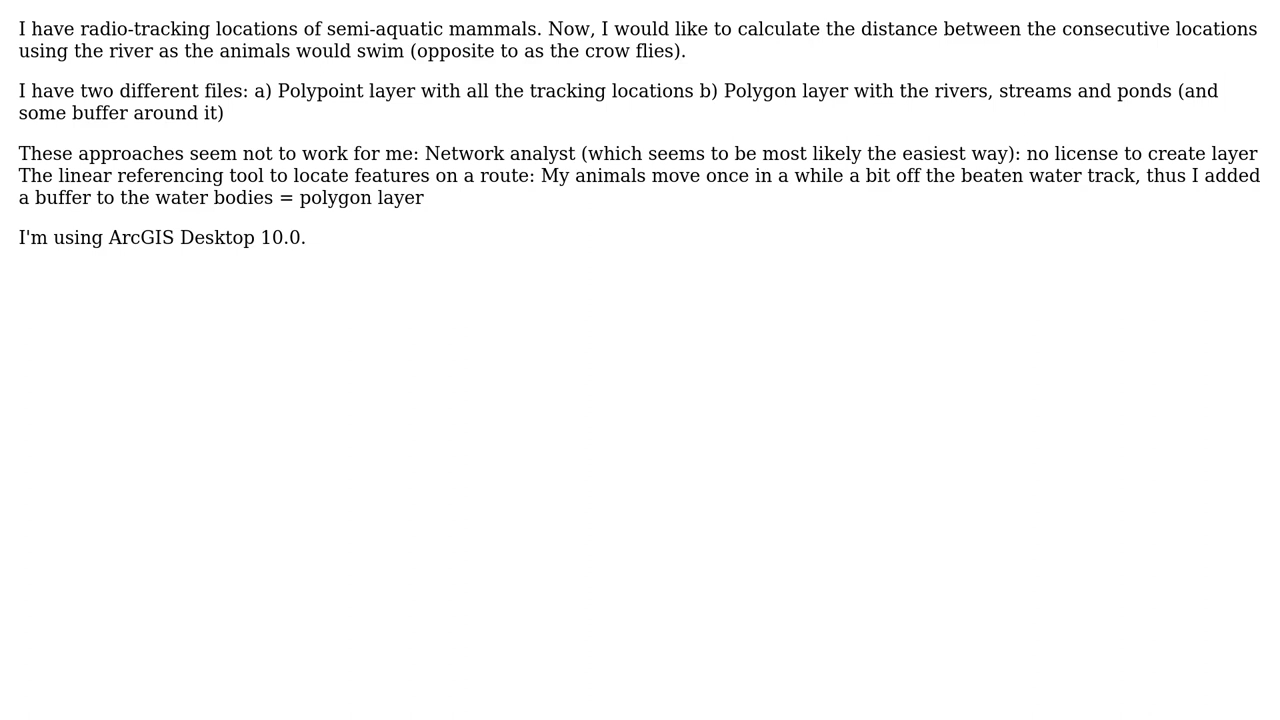 I have radio-tracking locations of semi-aquatic mammals. Now, I would like to calculate the distance between the consecutive locations
using the river as the animals would swim (opposite to as the crow flies).
I have two different files: a) Polypoint layer with all the tracking locations b) Polygon layer with the rivers, streams and ponds (and
some buffer around it)
These approaches seem not to work for me: Network analyst (which seems to be most likely the easiest way): no license to create layer
The linear referencing tool to locate features on a route: My animals move once in a while a bit off the beaten water track, thus I added
a buffer to the water bodies = polygon layer
I'm using ArcGIS Desktop 10.0.